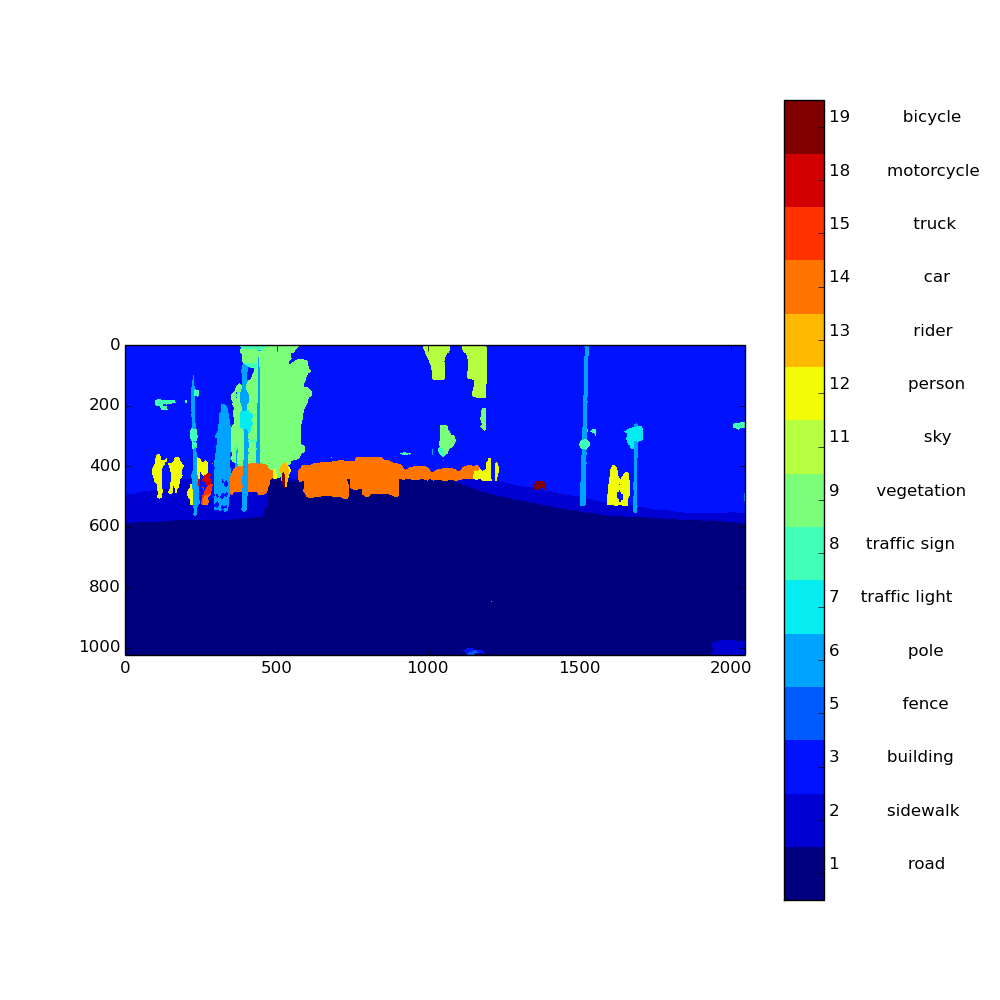 19 bicycle
18 motorcycle
15 truck
14 car
13 rider
12 person
11 sky
9 vegetation
8 traffic sign
7 traffic light
6 pole
5 fence
3 building
2 sidewalk
1 road
0
200
400
600
800
1000
0 500 1000 1500 2000